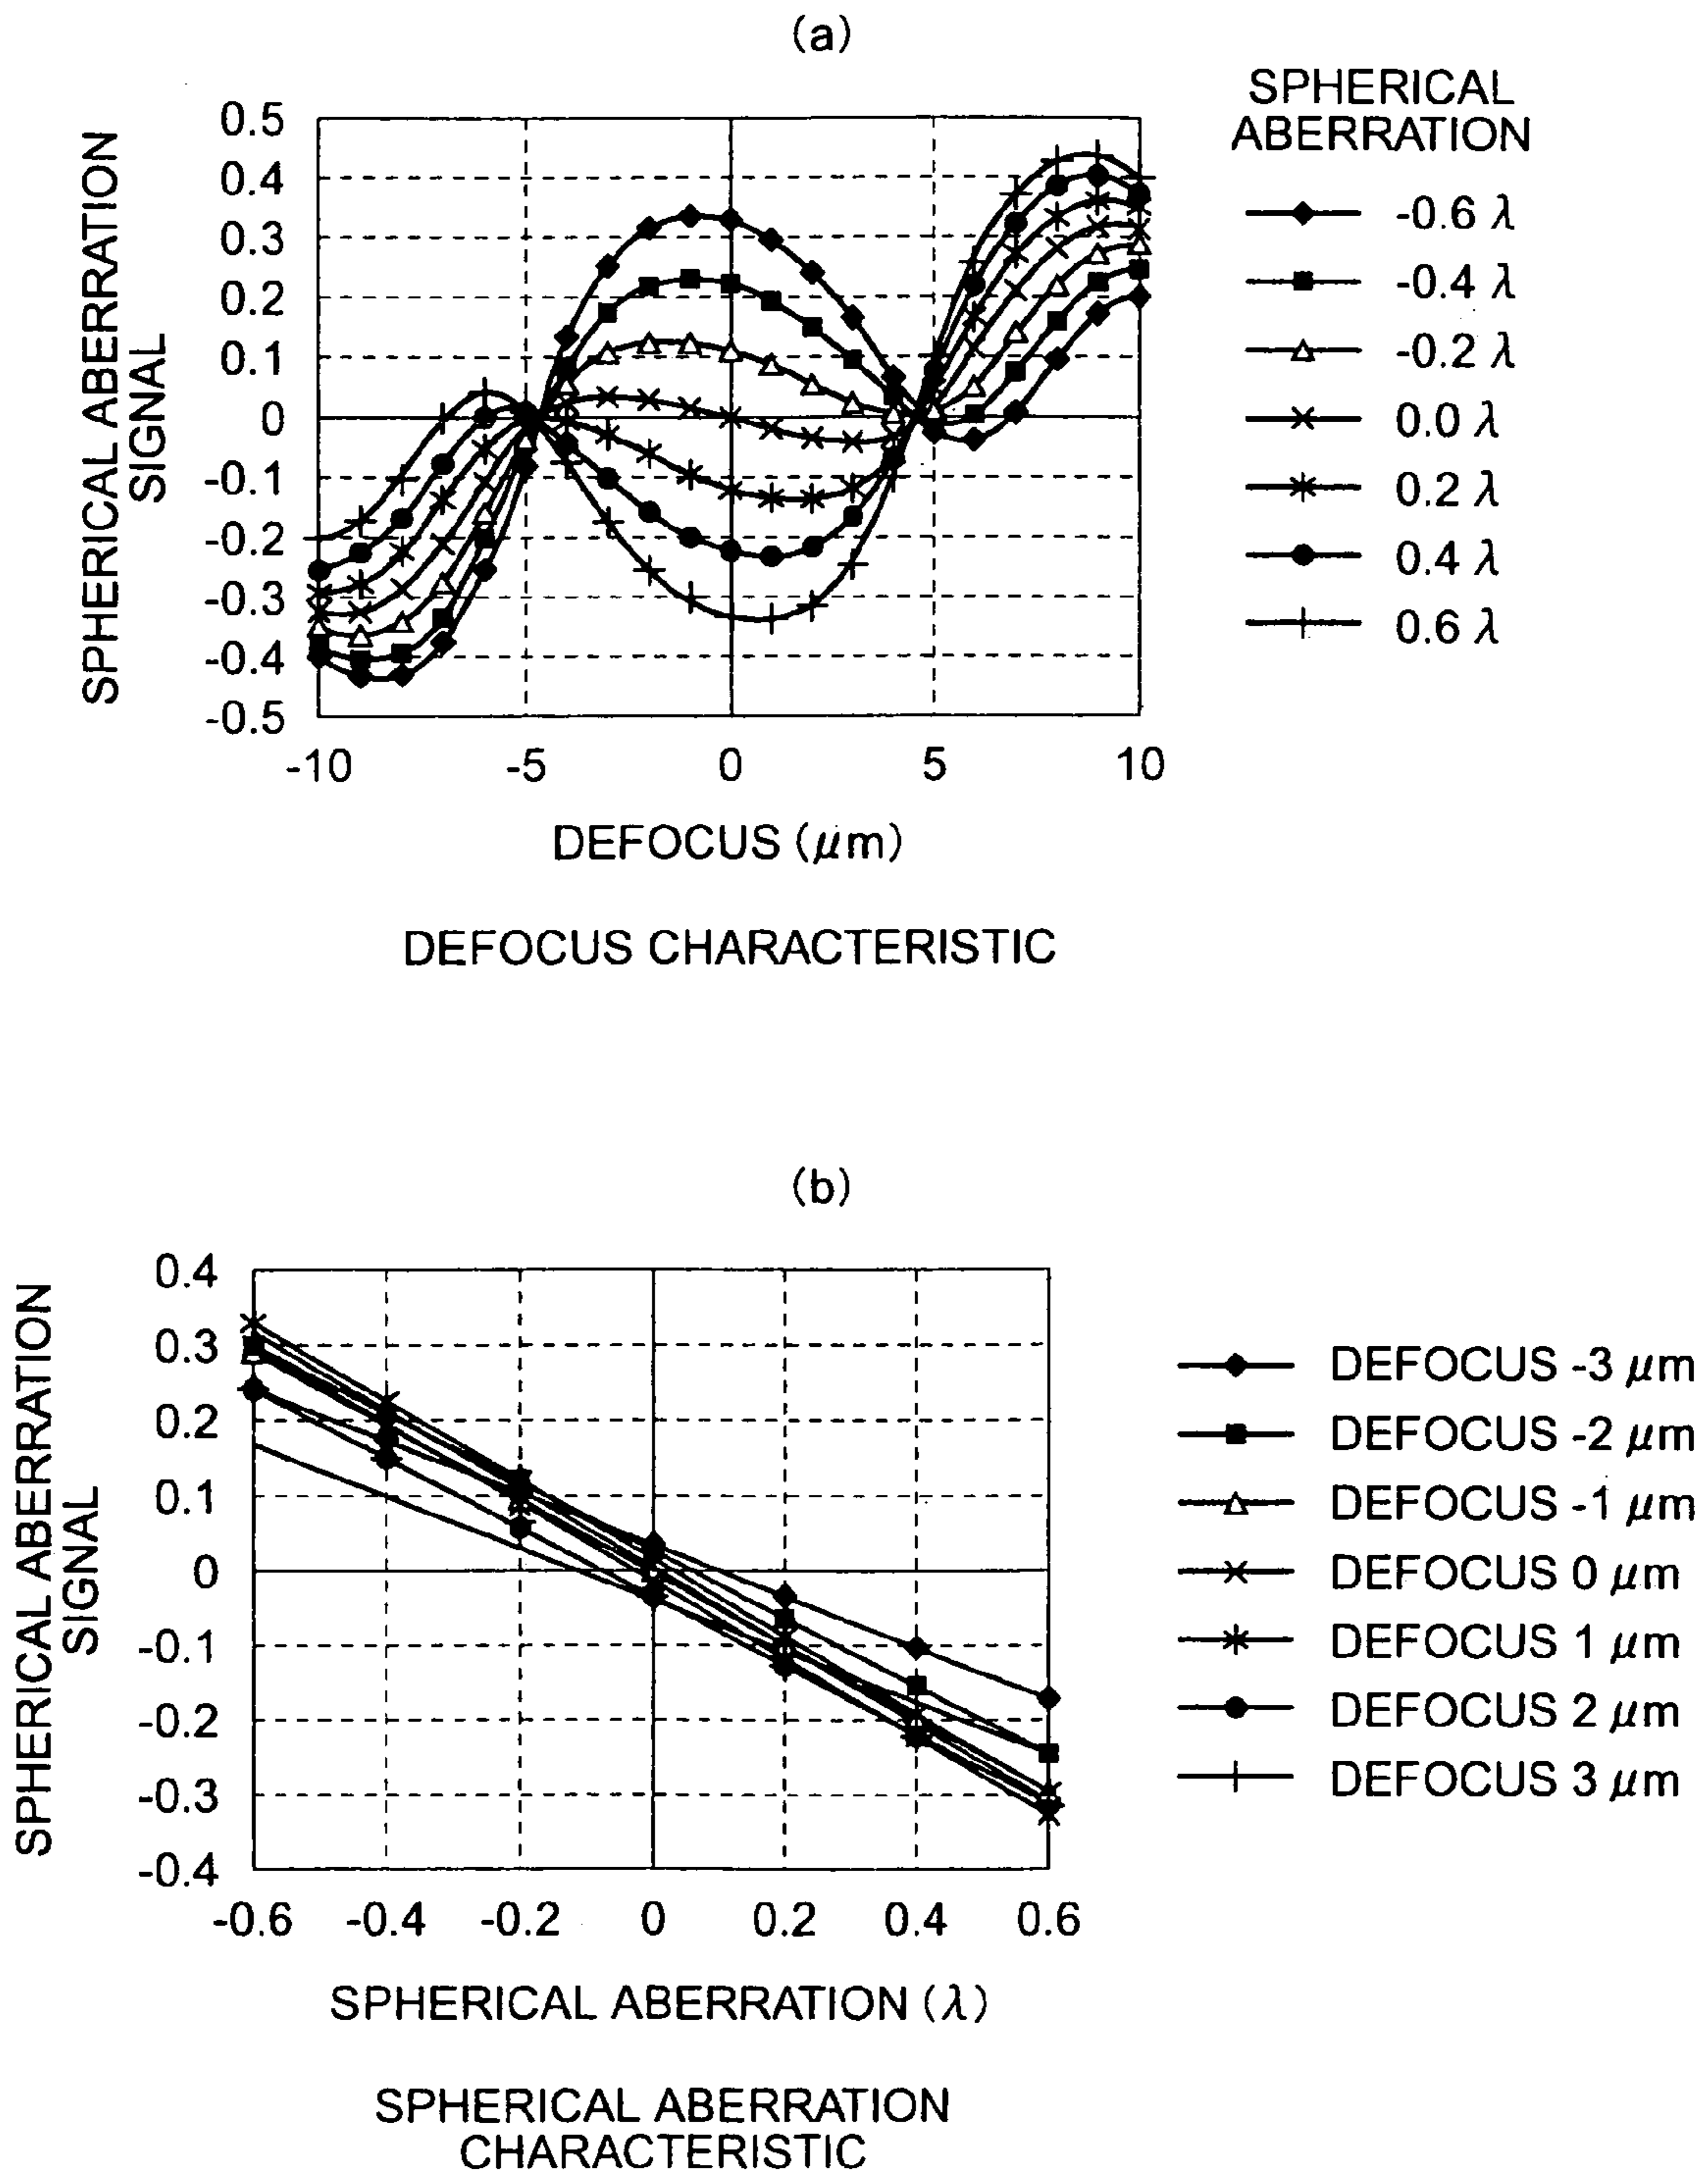 (a)
SPHERICAL ABERRATION
SIGNAL
0.5
0.4
0.3
0.2
0.1
0
-0.1
-0.2
-0.3
-0.4
-0.5
-10 -5 0 5 10
DEFOCUS (μm)
DEFOCUS CHARACTERISTIC
SPHERICAL
ABERRATION
-0.6 λ
-0.4 λ
-0.2 λ
0.0 λ
0.2 λ
0.4 λ
0.6 λ
(b)
SPHERICAL ABERRATION
SIGNAL
0.4
0.3
0.2
0.1
0
-0.1
-0.2
-0.3
-0.4
-0.6 -0.4 -0.2 0 0.2 0.4 0.6
SPHERICAL ABERRATION (λ)
SPHERICAL ABERRATION
CHARACTERISTIC
DEFOCUS -3 μm
DEFOCUS -2 μm
DEFOCUS -1 μm
DEFOCUS 0 μm
DEFOCUS 1 μm
DEFOCUS 2 μm
DEFOCUS 3 μm